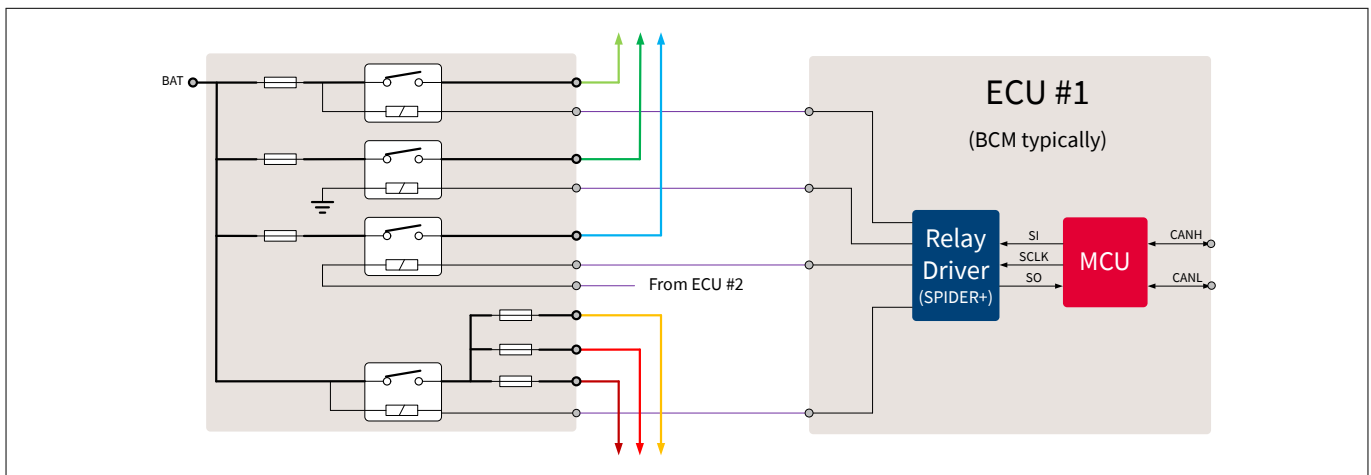 BAT
ECU #1
(BCM typically)
Relay
Driver
(SPIDER+)
SI
SCLK
SO
MCU
CANH
CANL
From ECU #2